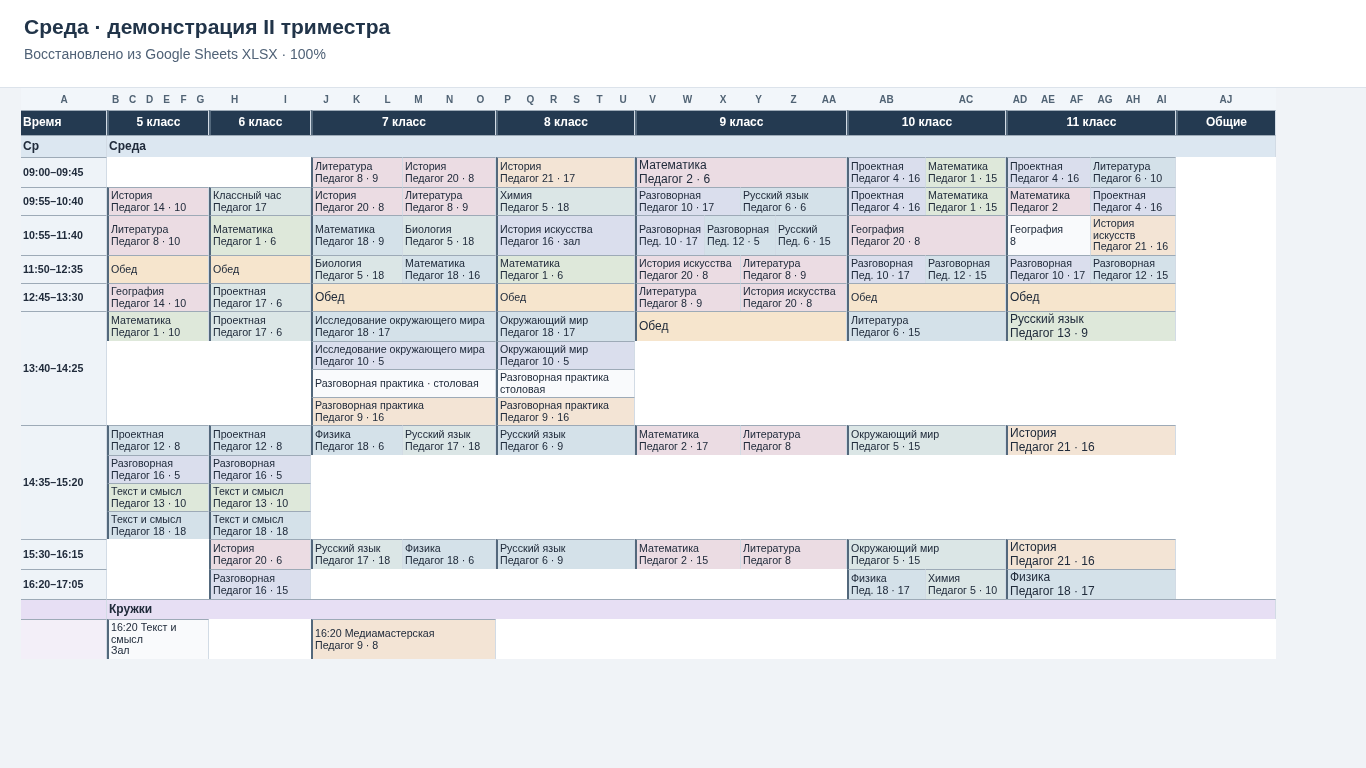 Среда · демонстрация II триместра
Восстановлено из Google Sheets XLSX · 100%
A B C D E F G H I J K L M N O P Q R S T U V W X Y Z AA AB AC AD AE AF AG AH AI AJ
Время 5 класс 6 класс 7 класс 8 класс 9 класс 10 класс 11 класс Общие
Ср Среда
09:00–09:45
Литература
Педагог 8 · 9
История
Педагог 20 · 8
История
Педагог 21 · 17
Математика
Педагог 2 · 6
Проектная
Педагог 4 · 16
Математика
Педагог 1 · 15
Проектная
Педагог 4 · 16
Литература
Педагог 6 · 10
09:55–10:40
История
Педагог 14 · 10
Классный час
Педагог 17
История
Педагог 20 · 8
Литература
Педагог 8 · 9
Химия
Педагог 5 · 18
Разговорная
Педагог 10 · 17
Русский язык
Педагог 6 · 6
Проектная
Педагог 4 · 16
Математика
Педагог 1 · 15
Математика
Педагог 2
Проектная
Педагог 4 · 16
10:55–11:40
Литература
Педагог 8 · 10
Математика
Педагог 1 · 6
Математика
Педагог 18 · 9
Биология
Педагог 5 · 18
История искусства
Педагог 16 · зал
Разговорная
Пед. 10 · 17
Разговорная
Пед. 12 · 5
Русский
Пед. 6 · 15
География
Педагог 20 · 8
География
8
История
искусств
Педагог 21 · 16
11:50–12:35
Обед
Обед
Биология
Педагог 5 · 18
Математика
Педагог 18 · 16
Математика
Педагог 1 · 6
История искусства
Педагог 20 · 8
Литература
Педагог 8 · 9
Разговорная
Пед. 10 · 17
Разговорная
Пед. 12 · 15
Разговорная
Педагог 10 · 17
Разговорная
Педагог 12 · 15
12:45–13:30
География
Педагог 14 · 10
Проектная
Педагог 17 · 6
Обед
Обед
Литература
Педагог 8 · 9
История искусства
Педагог 20 · 8
Обед
Обед
13:40–14:25
Математика
Педагог 1 · 10
Проектная
Педагог 17 · 6
Исследование окружающего мира
Педагог 18 · 17
Окружающий мир
Педагог 18 · 17
Обед
Литература
Педагог 6 · 15
Русский язык
Педагог 13 · 9
Исследование окружающего мира
Педагог 10 · 5
Окружающий мир
Педагог 10 · 5
Разговорная практика · столовая
Разговорная практика
столовая
Разговорная практика
Педагог 9 · 16
Разговорная практика
Педагог 9 · 16
14:35–15:20
Проектная
Педагог 12 · 8
Проектная
Педагог 12 · 8
Физика
Педагог 18 · 6
Русский язык
Педагог 17 · 18
Русский язык
Педагог 6 · 9
Математика
Педагог 2 · 17
Литература
Педагог 8
Окружающий мир
Педагог 5 · 15
История
Педагог 21 · 16
Разговорная
Педагог 16 · 5
Разговорная
Педагог 16 · 5
Текст и смысл
Педагог 13 · 10
Текст и смысл
Педагог 13 · 10
Текст и смысл
Педагог 18 · 18
Текст и смысл
Педагог 18 · 18
15:30–16:15
История
Педагог 20 · 6
Русский язык
Педагог 17 · 18
Физика
Педагог 18 · 6
Русский язык
Педагог 6 · 9
Математика
Педагог 2 · 15
Литература
Педагог 8
Окружающий мир
Педагог 5 · 15
История
Педагог 21 · 16
16:20–17:05
Разговорная
Педагог 16 · 15
Физика
Пед. 18 · 17
Химия
Педагог 5 · 10
Физика
Педагог 18 · 17
Кружки
16:20 Текст и
смысл
Зал
16:20 Медиамастерская
Педагог 9 · 8